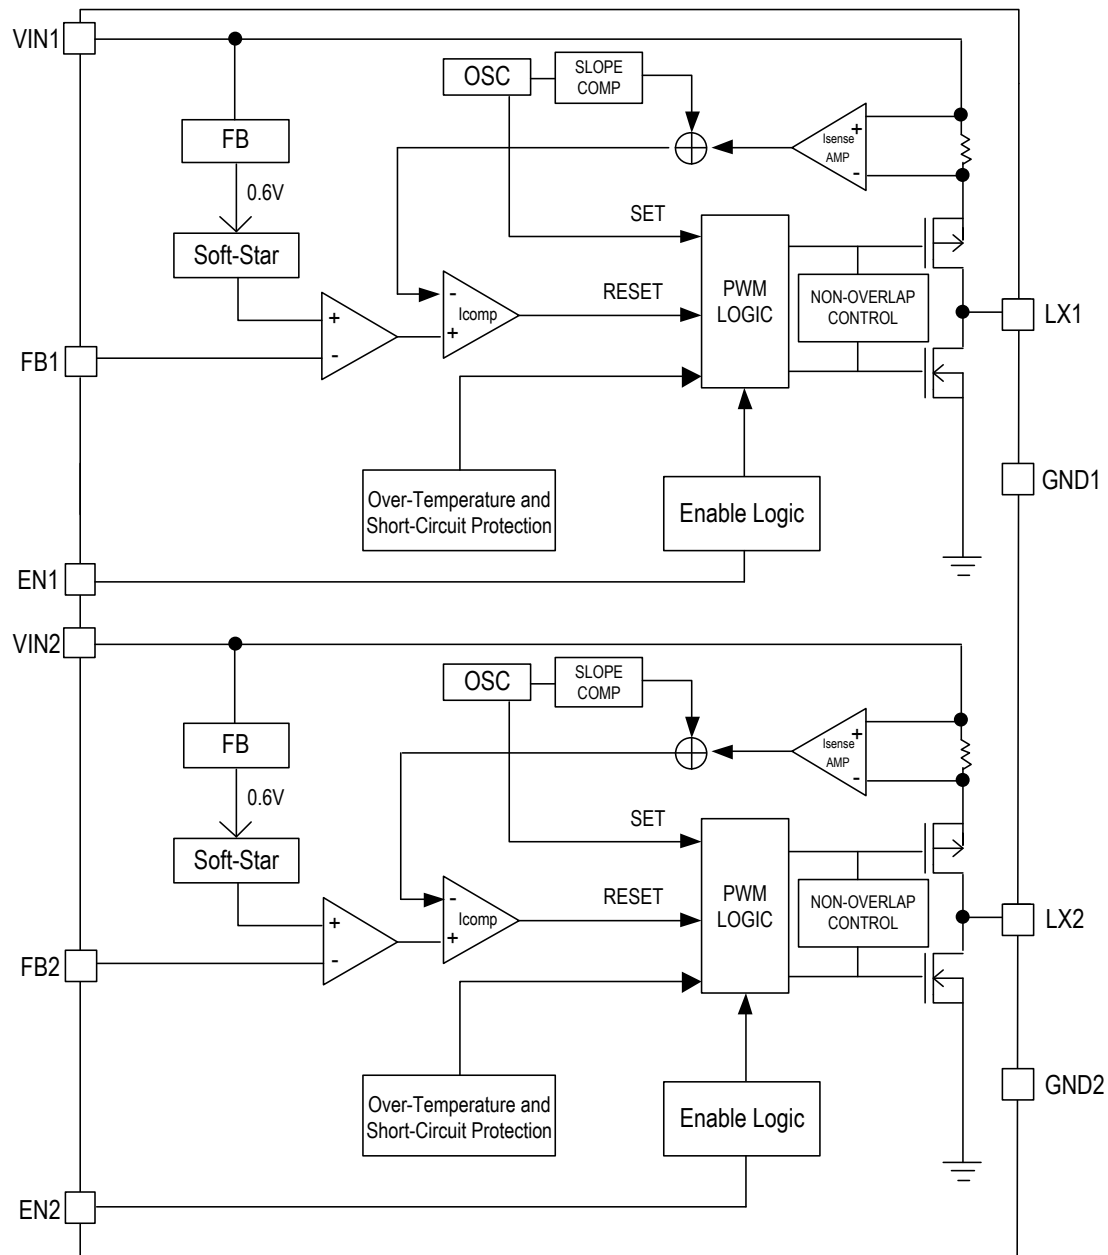 VIN1
OSC
SLOPE
COMP
FB
+
Isense
AMP
-
0.6V
SET
Soft-Star
PWM
LOGIC
RESET
NON-OVERLAP
CONTROL
LX1
-
Icomp
+
+
-
FB1
Over-Temperature and
Short-Circuit Protection
Enable Logic
GND1
EN1
VIN2
OSC
SLOPE
COMP
FB
+
Isense
AMP
-
0.6V
SET
Soft-Star
PWM
LOGIC
RESET
NON-OVERLAP
CONTROL
LX2
-
Icomp
+
+
-
FB2
Over-Temperature and
Short-Circuit Protection
Enable Logic
GND2
EN2